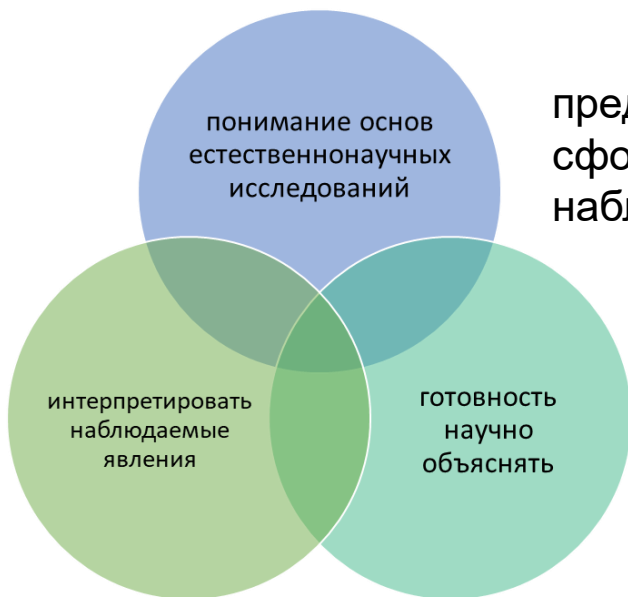 понимание основ
естественнонаучных
исследований
интерпретировать
наблюдаемые
явления
готовность
научно
объяснять